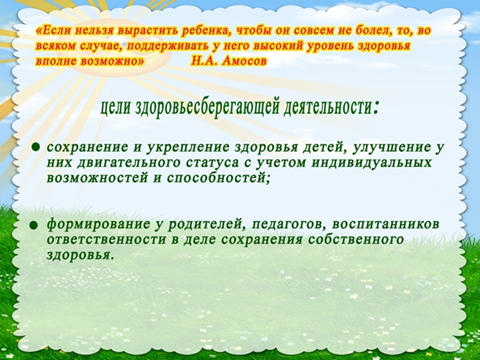 «Если нельзя вырастить ребенка, чтобы он совсем не болел, то, во
всяком случае, поддерживать у него высокий уровень здоровья
вполне возможно» Н.А. Амосов
цели здоровьесберегающей деятельности:
• сохранение и укрепление здоровья детей, улучшение у
них двигательного статуса с учетом индивидуальных
возможностей и способностей;
• формирование у родителей, педагогов, воспитанников
ответственности в деле сохранения собственного
здоровья.